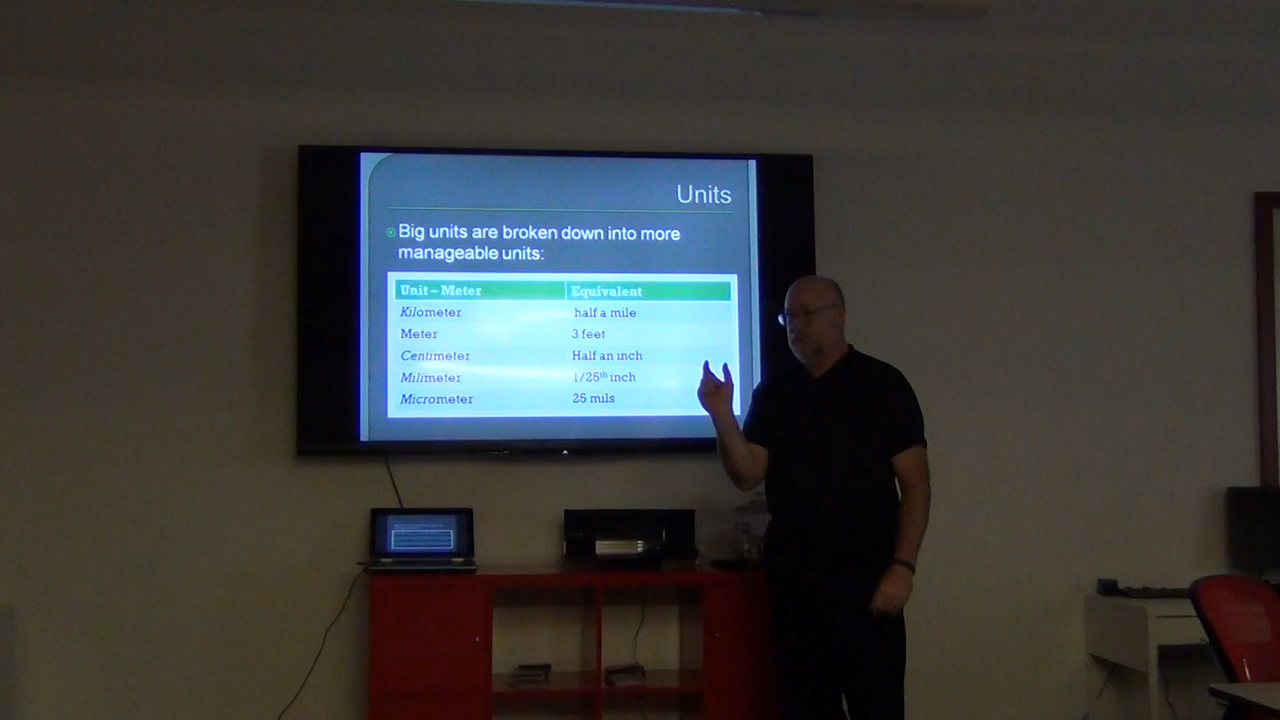 Units
Big units are broken down into more
manageable units:
Unit – Meter Equivalent
Kilometer half a mile
Meter 3 feet
Centimeter Half an inch
Milimeter 1/25th inch
Micrometer 25 mils